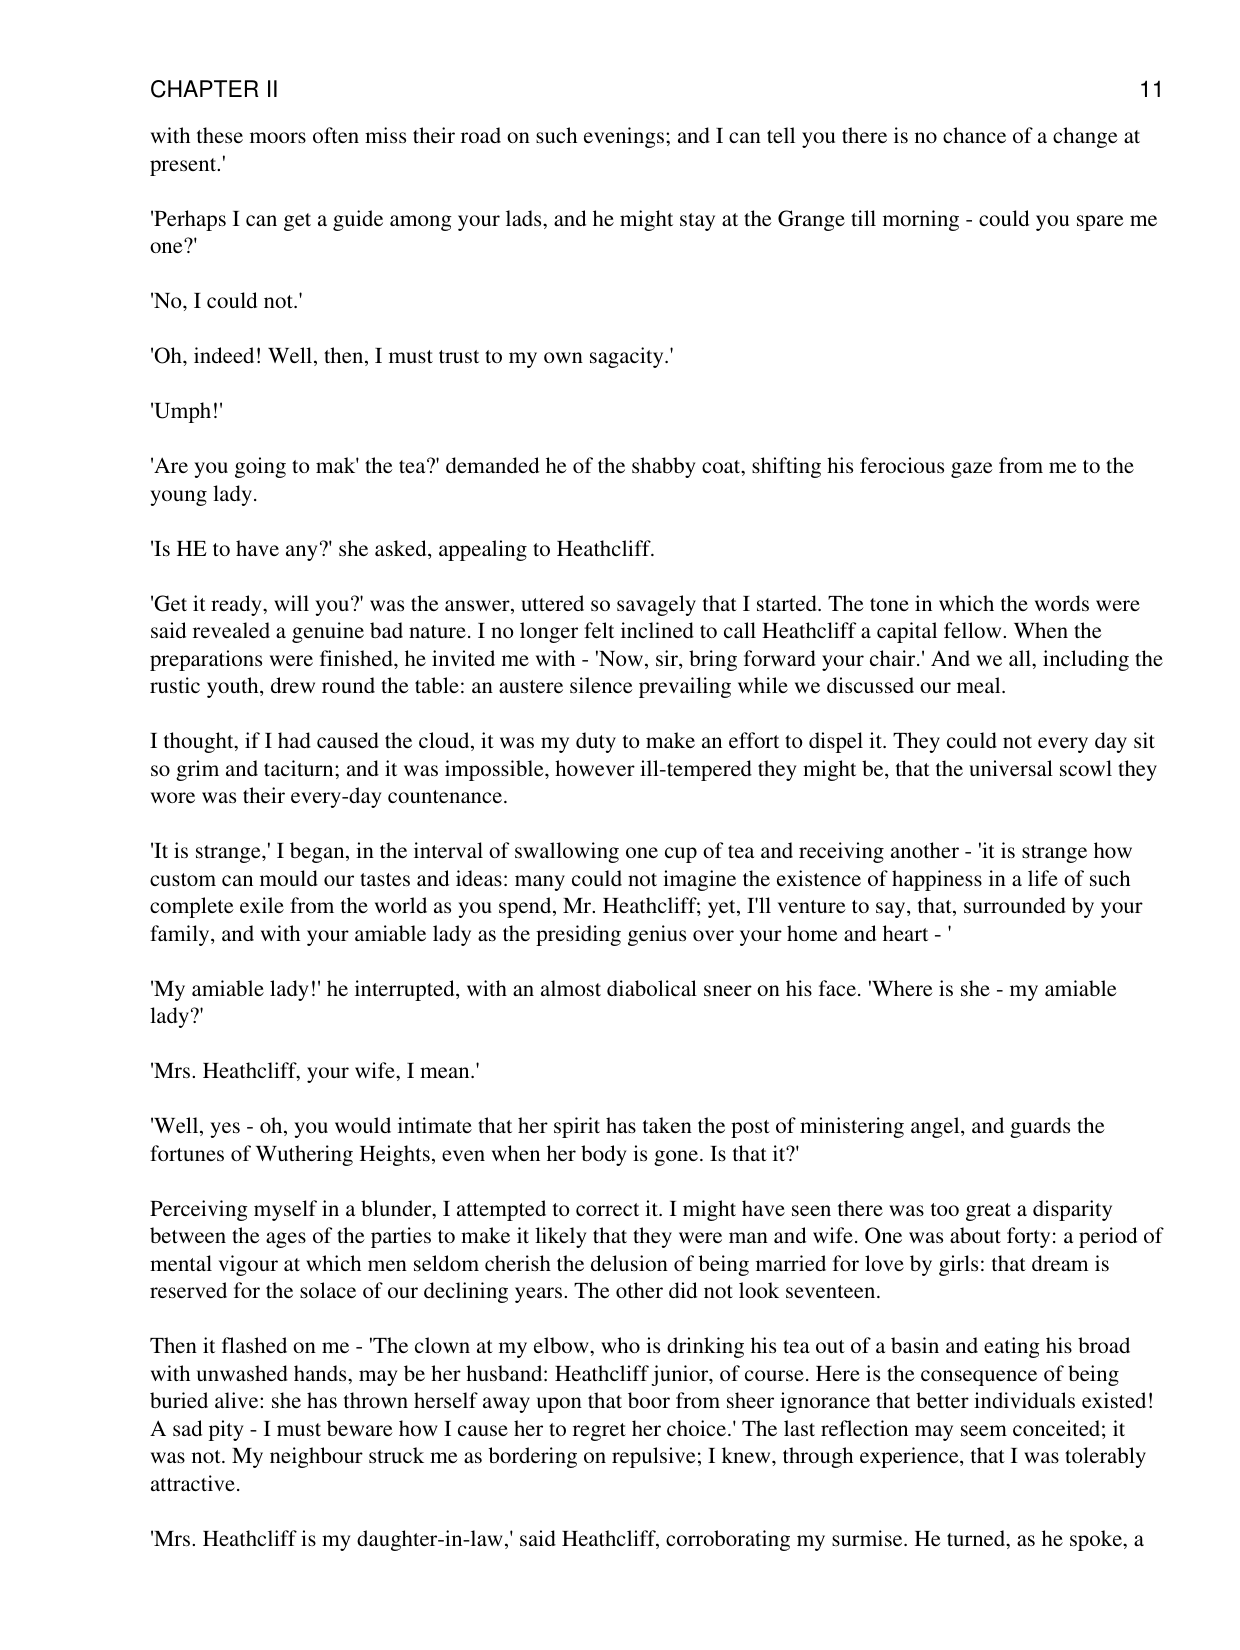 CHAPTER II 11
with these moors often miss their road on such evenings; and I can tell you there is no chance of a change at
present.'
'Perhaps I can get a guide among your lads, and he might stay at the Grange till morning - could you spare me
one?'
'No, I could not.'
'Oh, indeed! Well, then, I must trust to my own sagacity.'
'Umph!'
'Are you going to mak' the tea?' demanded he of the shabby coat, shifting his ferocious gaze from me to the
young lady.
'Is HE to have any?' she asked, appealing to Heathcliff.
'Get it ready, will you?' was the answer, uttered so savagely that I started. The tone in which the words were
said revealed a genuine bad nature. I no longer felt inclined to call Heathcliff a capital fellow. When the
preparations were finished, he invited me with - 'Now, sir, bring forward your chair.' And we all, including the
rustic youth, drew round the table: an austere silence prevailing while we discussed our meal.
I thought, if I had caused the cloud, it was my duty to make an effort to dispel it. They could not every day sit
so grim and taciturn; and it was impossible, however ill-tempered they might be, that the universal scowl they
wore was their every-day countenance.
'It is strange,' I began, in the interval of swallowing one cup of tea and receiving another - 'it is strange how
custom can mould our tastes and ideas: many could not imagine the existence of happiness in a life of such
complete exile from the world as you spend, Mr. Heathcliff; yet, I'll venture to say, that, surrounded by your
family, and with your amiable lady as the presiding genius over your home and heart - '
'My amiable lady!' he interrupted, with an almost diabolical sneer on his face. 'Where is she - my amiable
lady?'
'Mrs. Heathcliff, your wife, I mean.'
'Well, yes - oh, you would intimate that her spirit has taken the post of ministering angel, and guards the
fortunes of Wuthering Heights, even when her body is gone. Is that it?'
Perceiving myself in a blunder, I attempted to correct it. I might have seen there was too great a disparity
between the ages of the parties to make it likely that they were man and wife. One was about forty: a period of
mental vigour at which men seldom cherish the delusion of being married for love by girls: that dream is
reserved for the solace of our declining years. The other did not look seventeen.
Then it flashed on me - 'The clown at my elbow, who is drinking his tea out of a basin and eating his broad
with unwashed hands, may be her husband: Heathcliff junior, of course. Here is the consequence of being
buried alive: she has thrown herself away upon that boor from sheer ignorance that better individuals existed!
A sad pity - I must beware how I cause her to regret her choice.' The last reflection may seem conceited; it
was not. My neighbour struck me as bordering on repulsive; I knew, through experience, that I was tolerably
attractive.
'Mrs. Heathcliff is my daughter-in-law,' said Heathcliff, corroborating my surmise. He turned, as he spoke, a